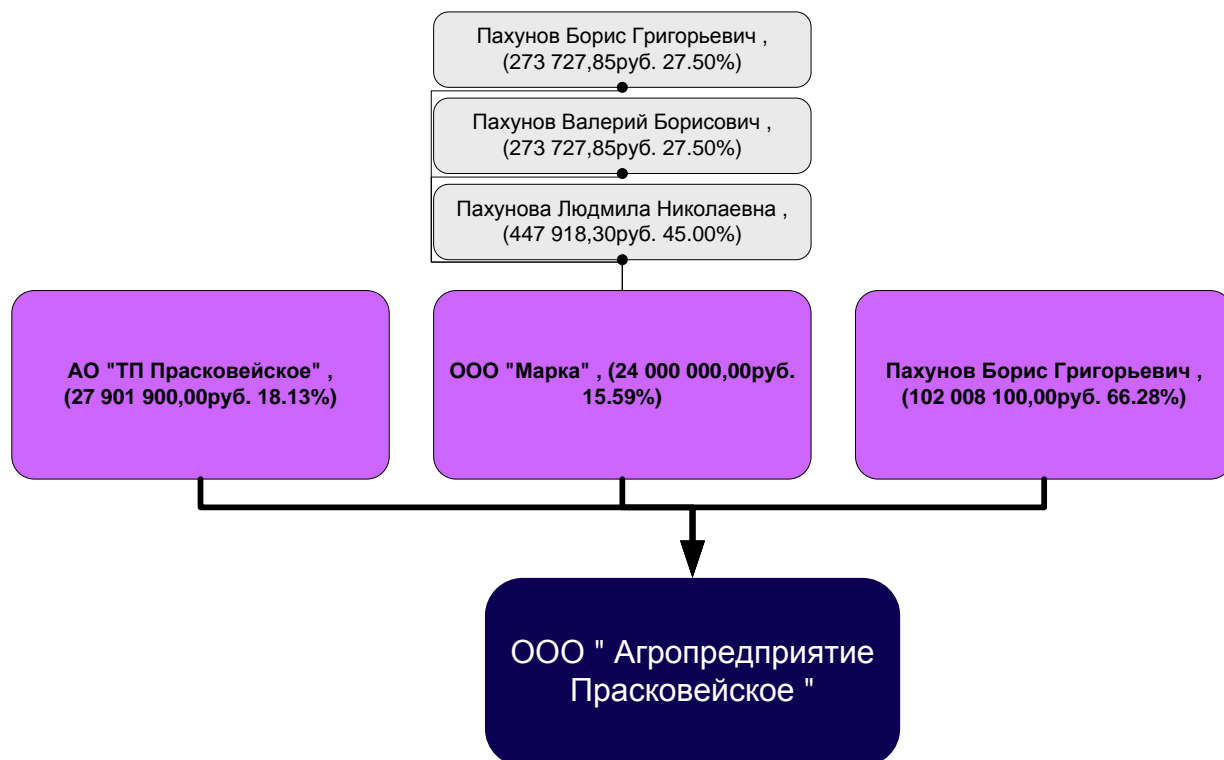 Пахунов Борис Григорьевич ,
(273 727,85руб. 27.50%)
Пахунов Валерий Борисович ,
(273 727,85руб. 27.50%)
Пахунова Людмила Николаевна ,
(447 918,30руб. 45.00%)
АО "ТП Прасковейское" ,
(27 901 900,00руб. 18.13%)
ООО "Марка" , (24 000 000,00руб.
15.59%)
Пахунов Борис Григорьевич ,
(102 008 100,00руб. 66.28%)
ООО " Агропредприятие
Прасковейское "